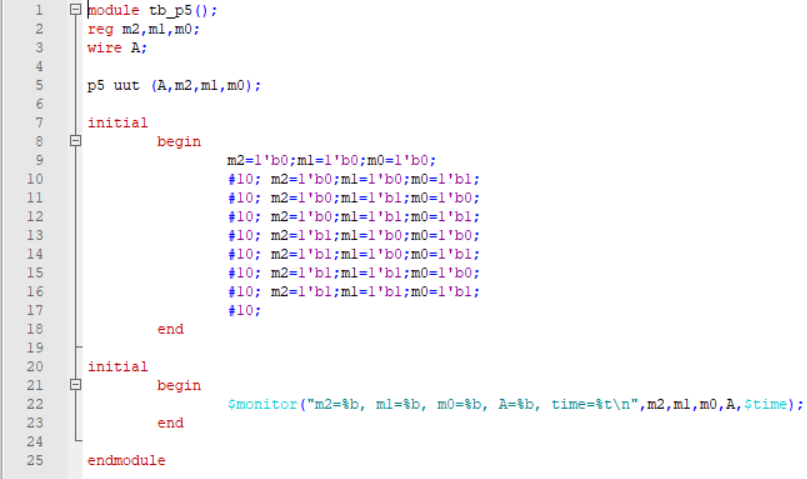 1 module tb_p5();
2 reg m2,m1,m0;
3 wire A;
4
5 p5 uut (A,m2,m1,m0);
6
7 initial
8 begin
9 m2=1'b0;m1=1'b0;m0=1'b0;
10 #10; m2=1'b0;m1=1'b0;m0=1'b1;
11 #10; m2=1'b0;m1=1'b1;m0=1'b0;
12 #10; m2=1'b0;m1=1'b1;m0=1'b1;
13 #10; m2=1'b1;m1=1'b0;m0=1'b0;
14 #10; m2=1'b1;m1=1'b0;m0=1'b1;
15 #10; m2=1'b1;m1=1'b1;m0=1'b0;
16 #10; m2=1'b1;m1=1'b1;m0=1'b1;
17 #10;
18 end
19
20 initial
21 begin
22 $monitor("m2=%b, m1=%b, m0=%b, A=%b, time=%t\n",m2,m1,m0,A,$time);
23 end
24
25 endmodule